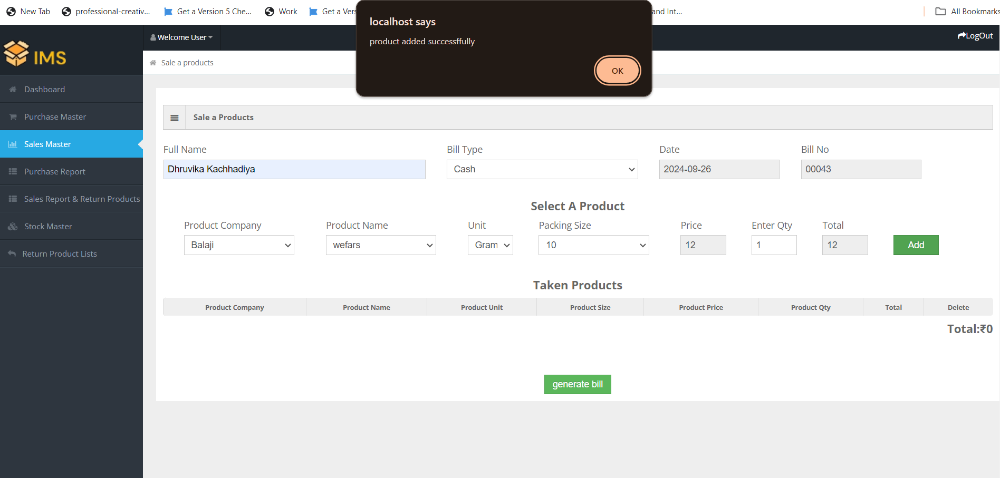 New Tab
professional-creativ...
Get a Version 5 Che...
Work
Get a Vers
and Int...
All Bookmarks
localhost says
product added successffully
OK
IMS
Welcome User
LogOut
Sale a products
Dashboard
Purchase Master
Sales Master
Purchase Report
Sales Report & Return Products
Stock Master
Return Product Lists
Sale a Products
Full Name
Bill Type
Date
Bill No
Dhruvika Kachhadiya
Cash
2024-09-26
00043
Select A Product
Product Company
Product Name
Unit
Packing Size
Price
Enter Qty
Total
Balaji
wefars
Gram
10
12
1
12
Add
Taken Products
Product Company
Product Name
Product Unit
Product Size
Product Price
Product Qty
Total
Delete
Total:₹0
generate bill